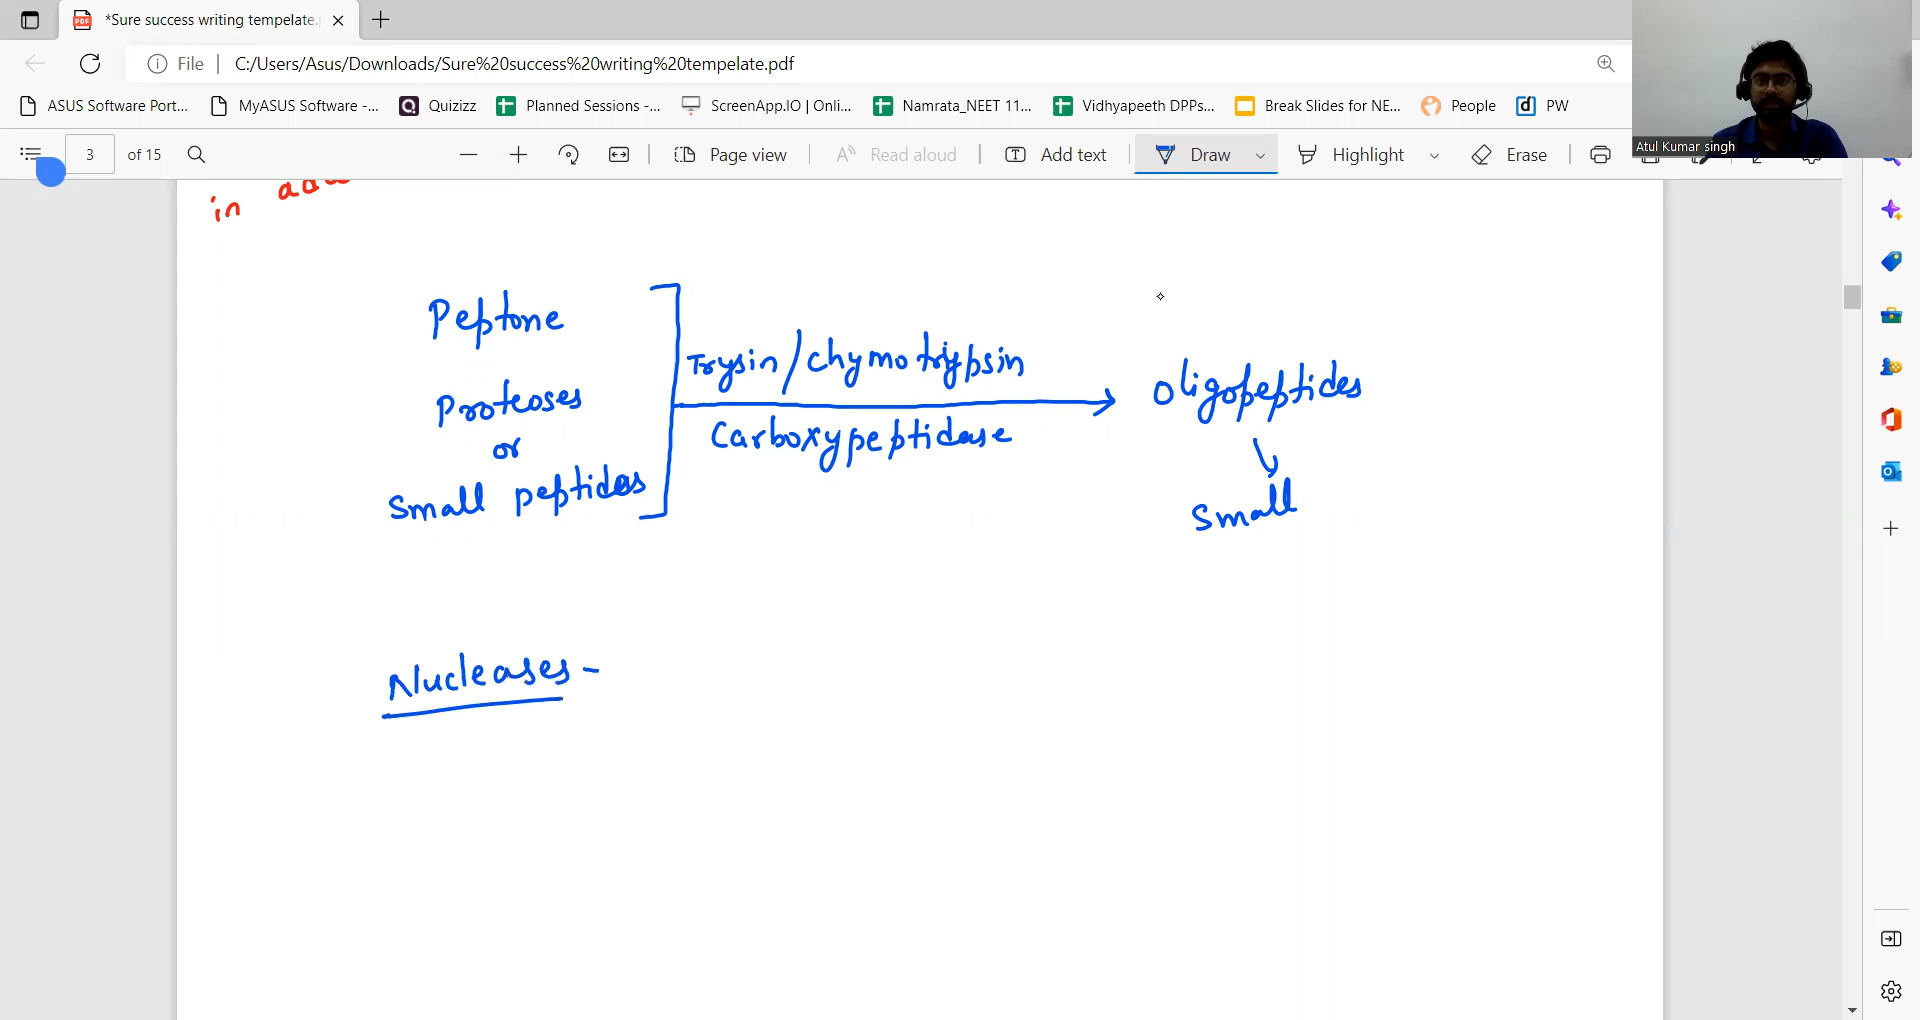 *Sure success writing tempelate.
File C:/Users/Asus/Downloads/Sure%20success%20writing%20tempelate.pdf
ASUS Software Port... MyASUS Software -... Quizizz Planned Sessions -... ScreenApp.IO | Onli... Namrata_NEET 11... Vidhyapeeth DPPs... Break Slides for NE... People PW
3 of 15 Page view Read aloud Add text Draw Highlight Erase
Atul Kumar singh
in
Peptone
Proteoses
or
Small peptides
Trysin/chymotrypsin
Carboxypeptidase
Oligopeptides
Small
Nucleases -